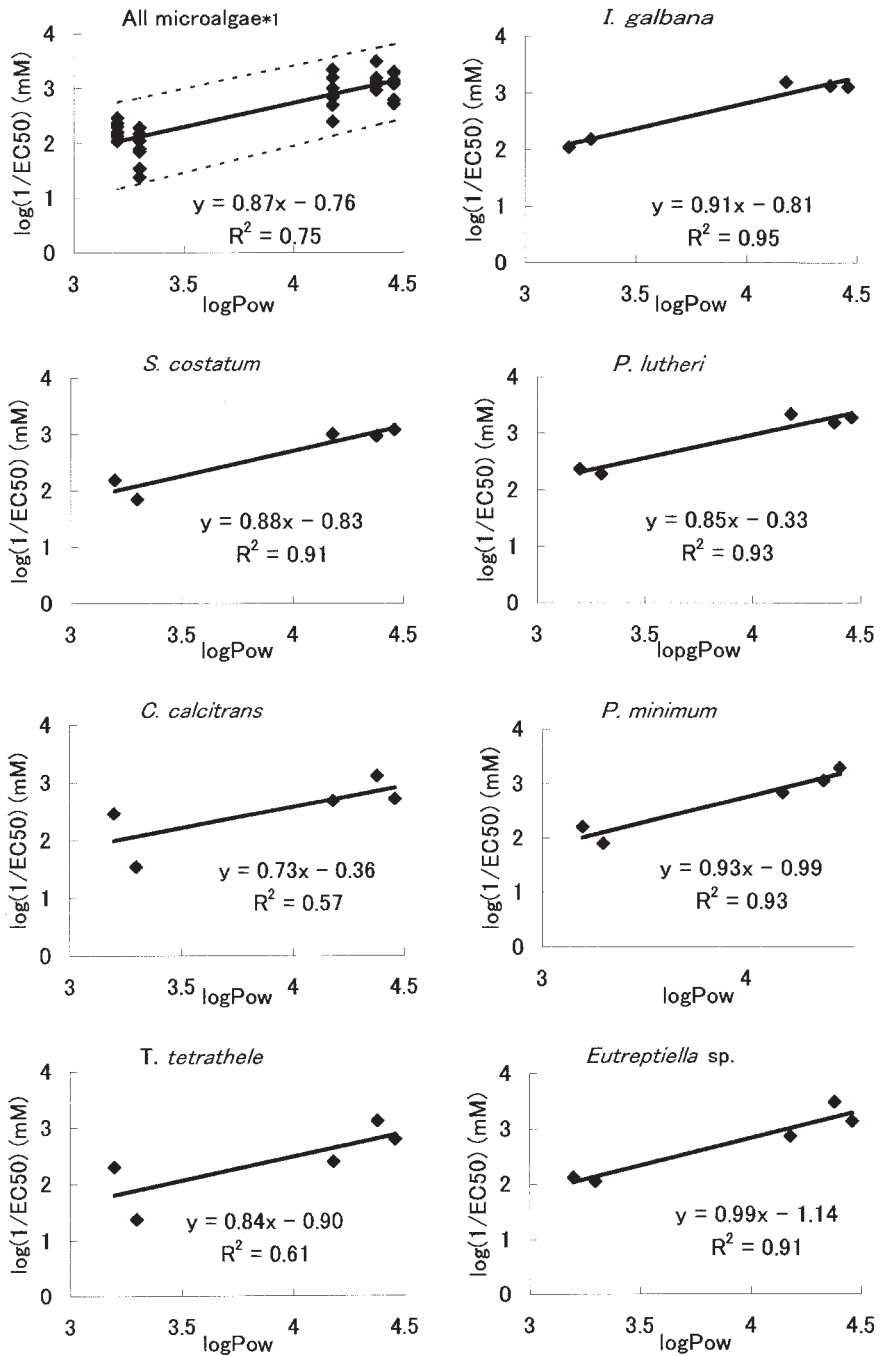 All microalgae*1
log(1/EC50) (mM)
4
3
2
1
0
y = 0.87x − 0.76
R² = 0.75
3
3.5
4
4.5
logPow
I. galbana
log(1/EC50) (mM)
4
3
2
1
0
y = 0.91x − 0.81
R² = 0.95
3
3.5
4
4.5
logPow
S. costatum
log(1/EC50) (mM)
4
3
2
1
0
y = 0.88x − 0.83
R² = 0.91
3
3.5
4
4.5
logPow
P. lutheri
log(1/EC50) (mM)
4
3
2
1
0
y = 0.85x − 0.33
R² = 0.93
3
3.5
4
4.5
lopgPow
C. calcitrans
log(1/EC50) (mM)
4
3
2
1
0
y = 0.73x − 0.36
R² = 0.57
3
3.5
4
4.5
logPow
P. minimum
log(1/EC50) (mM)
4
3
2
1
0
y = 0.93x − 0.99
R² = 0.93
3
4
logPow
T. tetrathele
log(1/EC50) (mM)
4
3
2
1
0
y = 0.84x − 0.90
R² = 0.61
3
3.5
4
4.5
logPow
Eutreptiella sp.
log(1/EC50) (mM)
4
3
2
1
0
y = 0.99x − 1.14
R² = 0.91
3
3.5
4
4.5
logPow